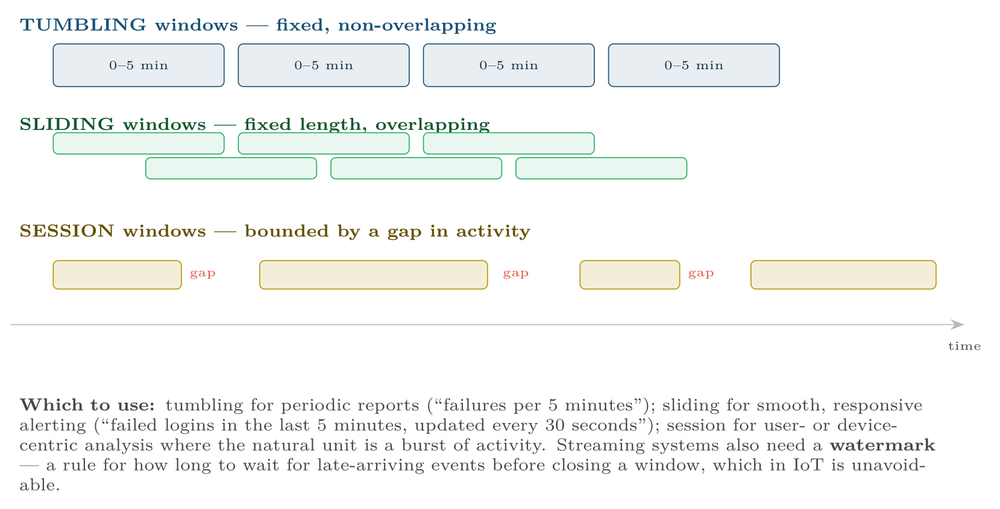 TUMBLING windows — fixed, non-overlapping
0–5 min 0–5 min 0–5 min 0–5 min
SLIDING windows — fixed length, overlapping
SESSION windows — bounded by a gap in activity
gap gap gap
time
Which to use: tumbling for periodic reports (“failures per 5 minutes”); sliding for smooth, responsive
alerting (“failed logins in the last 5 minutes, updated every 30 seconds”); session for user- or device-
centric analysis where the natural unit is a burst of activity. Streaming systems also need a watermark
— a rule for how long to wait for late-arriving events before closing a window, which in IoT is unavoid-
able.